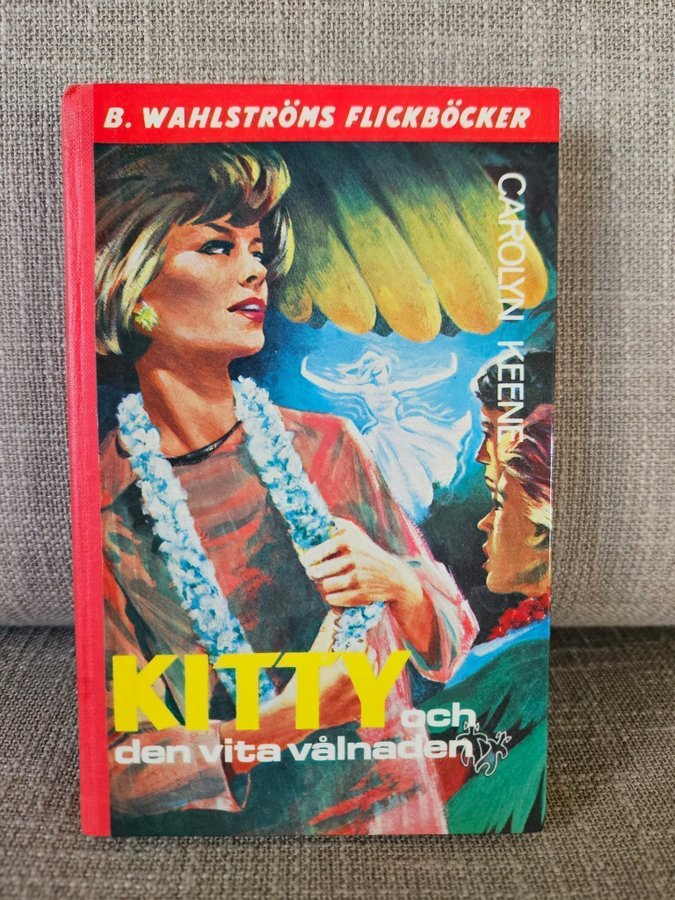 B. WAHLSTRÖMS FLICKBÖCKER
CAROLYN KEENE
KITTY och
den vita vålnaden